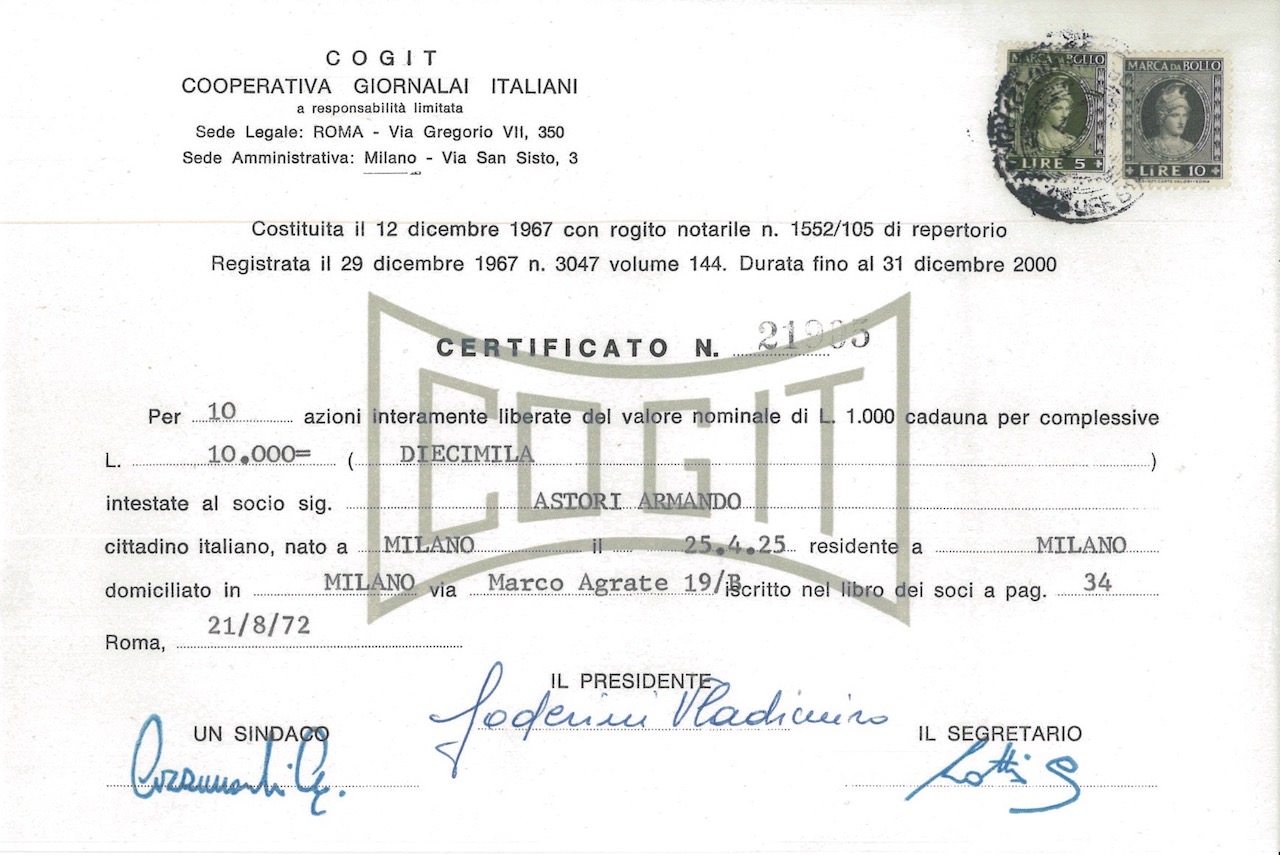 COGIT
COOPERATIVA GIORNALAI ITALIANI
a responsabilità limitata
Sede Legale: ROMA - Via Gregorio VII, 350
Sede Amministrativa: Milano - Via San Sisto, 3
MARCA DA BOLLO
LIRE 5
MARCA DA BOLLO
LIRE 10
Costituita il 12 dicembre 1967 con rogito notarile n. 1552/105 di repertorio
Registrata il 29 dicembre 1967 n. 3047 volume 144. Durata fino al 31 dicembre 2000
CERTIFICATO N. 21905
COGIT
Per 10 azioni interamente liberate del valore nominale di L. 1.000 cadauna per complessive
L. 10.000= ( DIECIMILA )
intestate al socio sig. ASTORI ARMANDO
cittadino italiano, nato a MILANO il 25.4.25 residente a MILANO
domiciliato in MILANO via Marco Agrate 19/B iscritto nel libro dei soci a pag. 34
Roma, 21/8/72
IL PRESIDENTE
Vladimiro
UN SINDACO
IL SEGRETARIO